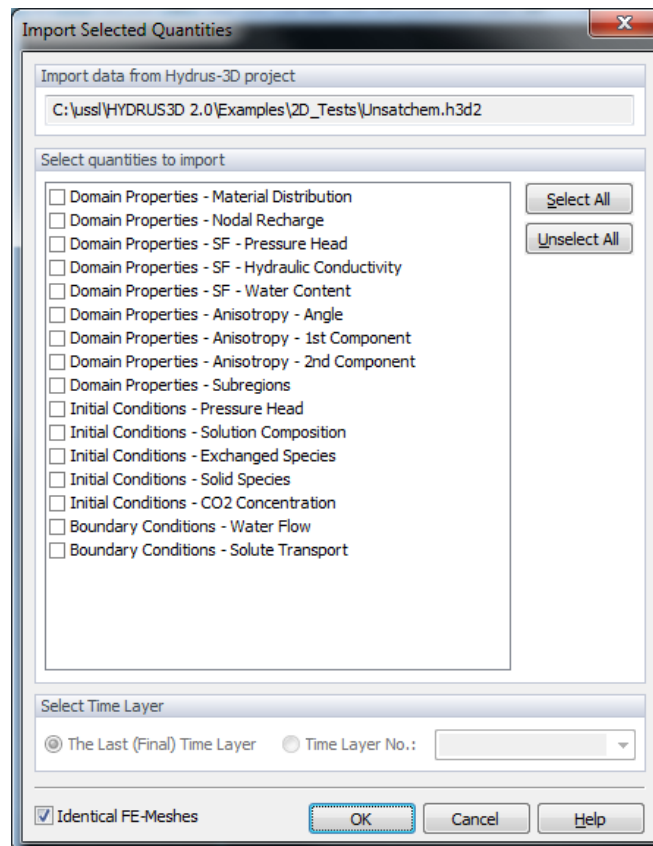 Import Selected Quantities
Import data from Hydrus-3D project
C:\ussl\HYDRUS3D 2.0\Examples\2D_Tests\Unsatchem.h3d2
Select quantities to import
Domain Properties - Material Distribution
Domain Properties - Nodal Recharge
Domain Properties - SF - Pressure Head
Domain Properties - SF - Hydraulic Conductivity
Domain Properties - SF - Water Content
Domain Properties - Anisotropy - Angle
Domain Properties - Anisotropy - 1st Component
Domain Properties - Anisotropy - 2nd Component
Domain Properties - Subregions
Initial Conditions - Pressure Head
Initial Conditions - Solution Composition
Initial Conditions - Exchanged Species
Initial Conditions - Solid Species
Initial Conditions - CO2 Concentration
Boundary Conditions - Water Flow
Boundary Conditions - Solute Transport
Select All
Unselect All
Select Time Layer
The Last (Final) Time Layer Time Layer No.:
Identical FE-Meshes OK Cancel Help